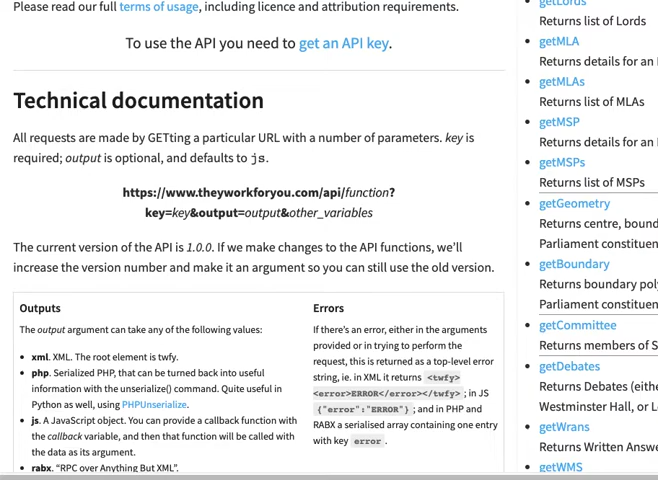 Please read our full terms of usage, including licence and attribution requirements.
To use the API you need to get an API key.
Technical documentation
All requests are made by GETting a particular URL with a number of parameters. key is
required; output is optional, and defaults to js.
https://www.theyworkforyou.com/api/function?
key=key&output=output&other_variables
The current version of the API is 1.0.0. If we make changes to the API functions, we'll
increase the version number and make it an argument so you can still use the old version.
Outputs
The output argument can take any of the following values:
• xml. XML. The root element is twfy.
• php. Serialized PHP, that can be turned back into useful
information with the unserialize() command. Quite useful in
Python as well, using PHPUnserialize.
• js. A JavaScript object. You can provide a callback function with
the callback variable, and then that function will be called with
the data as its argument.
• rabx. "RPC over Anything But XML".
Errors
If there's an error, either in the arguments
provided or in trying to perform the
request, this is returned as a top-level error
string, ie. in XML it returns <twfy>
<error>ERROR</error></twfy>; in JS
{"error":"ERROR"}; and in PHP and
RABX a serialised array containing one entry
with key error.
getLords
Returns list of Lords
• getMLA
Returns details for an
• getMLAs
Returns list of MLAs
• getMSP
Returns details for an
• getMSPs
Returns list of MSPs
• getGeometry
Returns centre, bound
Parliament constituen
• getBoundary
Returns boundary pol
Parliament constituen
• getCommittee
Returns members of S
• getDebates
Returns Debates (eithe
Westminster Hall, or L
• getWrans
Returns Written Answe
• getWMS